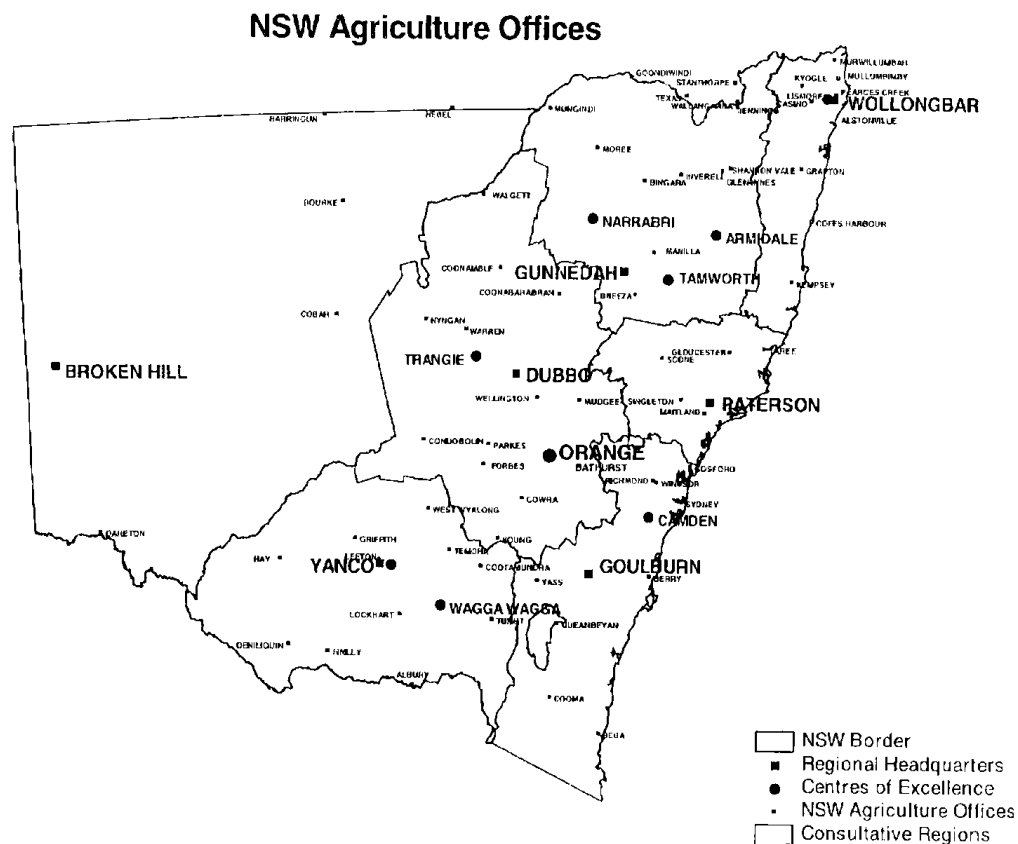 NSW Agriculture Offices
GOONDIWINDI
STANTHORPE
MURWILLUMBAH
KYOGLE
MULLUMBIMBY
TEXAS
LISMORE
WOLLONGBAR
CASINO
ALSTONVILLE
BARRINGUN
HEBEL
MUNGINDI
MOREE
BINGARA
INVERELL
SHANNON VALE
GRAFTON
BOURKE
WALGETT
NARRABRI
ARMIDALE
COFFS HARBOUR
MANILLA
COONAMBLE
GUNNEDAH
TAMWORTH
COONABARABRAN
BREEZA
KEMPSEY
COBAR
NYNGAN
WARREN
TRANGIE
GLOUCESTER
SCONE
BROKEN HILL
DUBBO
WELLINGTON
MUDGEE
SINGLETON
PATERSON
MAITLAND
CONDOBOLIN
PARKES
ORANGE
FORBES
BATHURST
RICHMOND
WINDSOR
COWRA
SYDNEY
WEST WYALONG
CAMDEN
DARETON
GRIFFITH
YOUNG
HAY
LEETON
TEMORA
YANCO
COOTAMUNDRA
GOULBURN
YASS
BERRY
WAGGA WAGGA
LOCKHART
TUMUT
QUEANBEYAN
DENILIQUIN
FINLEY
ALBURY
COOMA
BEGA
NSW Border
Regional Headquarters
Centres of Excellence
NSW Agriculture Offices
Consultative Regions